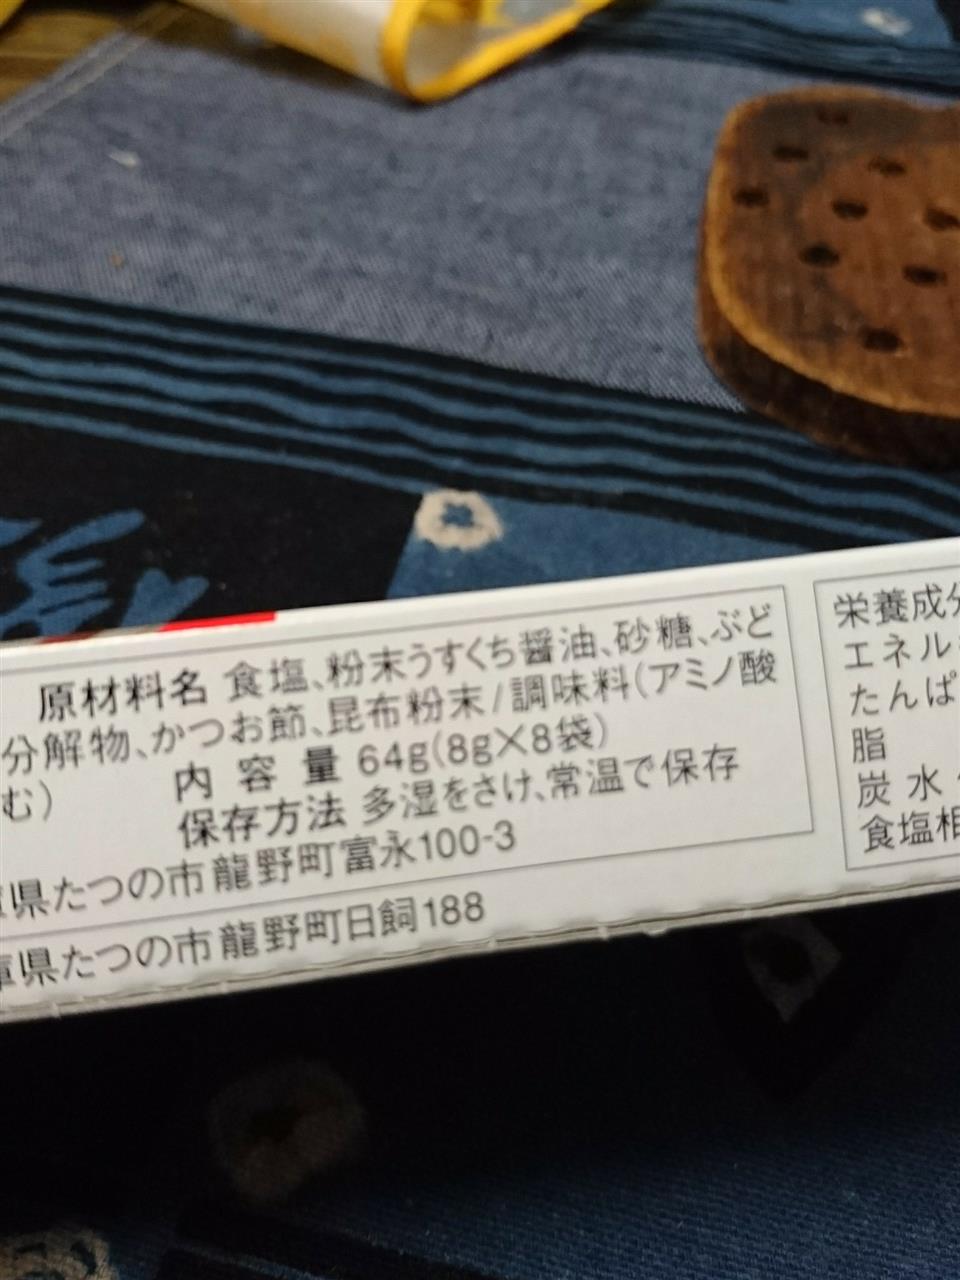 原材料名 食塩、粉末うすくち醤油、砂糖、ぶど
分解物、かつお節、昆布粉末/調味料(アミノ酸
む)
内容量 64g(8g×8袋)
保存方法 多湿をさけ、常温で保存
庫県たつの市龍野町富永100-3
庫県たつの市龍野町日飼188
栄養成分
エネル
たんぱ
脂
炭水
食塩相